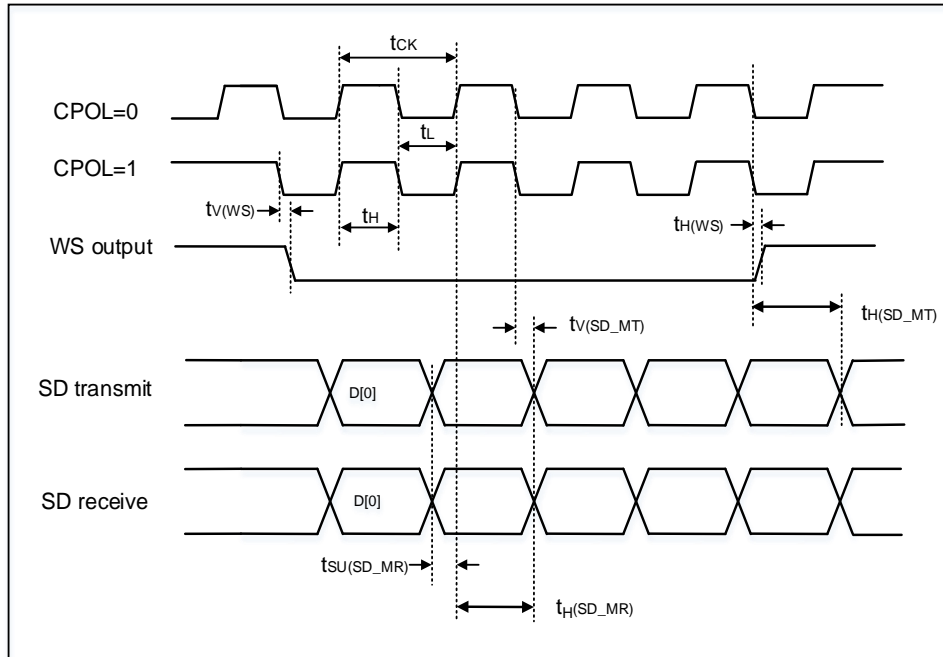 tCK
CPOL=0
tL
CPOL=1
tV(WS)
tH
tH(WS)
WS output
tV(SD_MT)
tH(SD_MT)
SD transmit
D[0]
SD receive
D[0]
tSU(SD_MR)
tH(SD_MR)